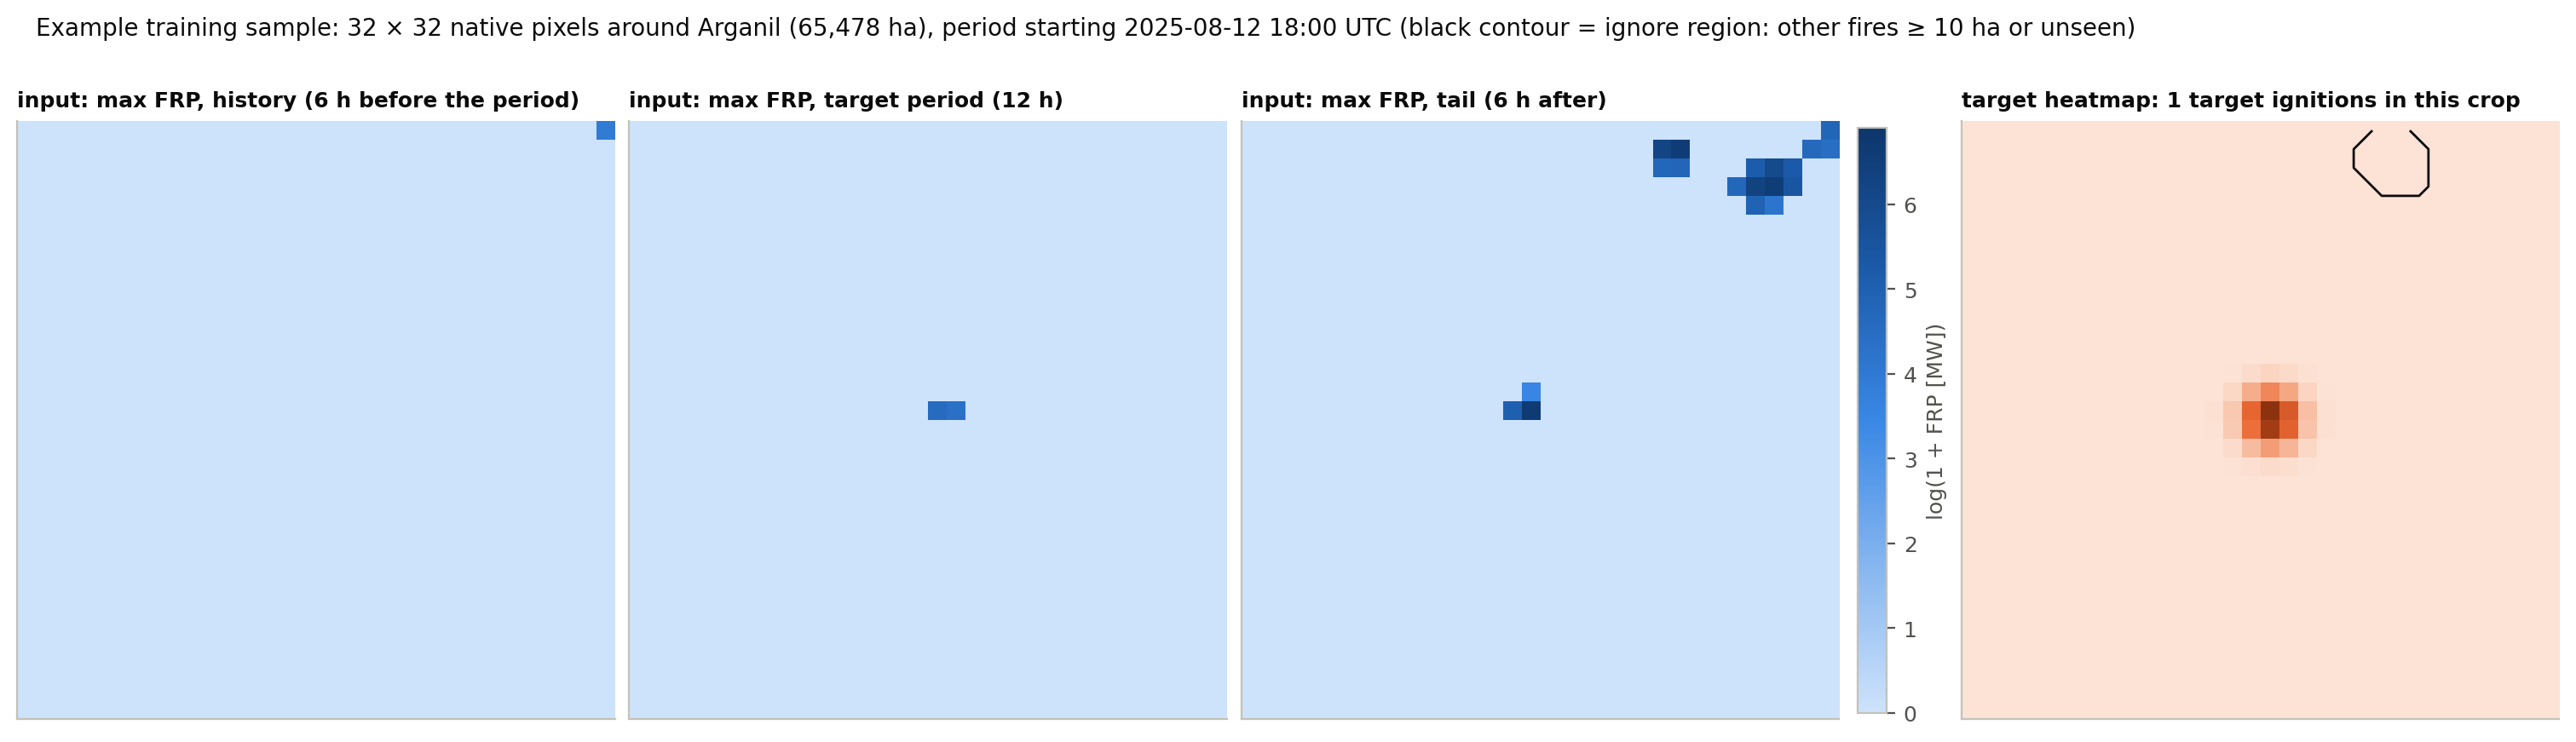 Example training sample: 32 × 32 native pixels around Arganil (65,478 ha), period starting 2025-08-12 18:00 UTC (black contour = ignore region: other fires ≥ 10 ha or unseen)
input: max FRP, history (6 h before the period)
input: max FRP, target period (12 h)
input: max FRP, tail (6 h after)
target heatmap: 1 target ignitions in this crop
6
5
4
3
2
1
0
log(1 + FRP [MW])